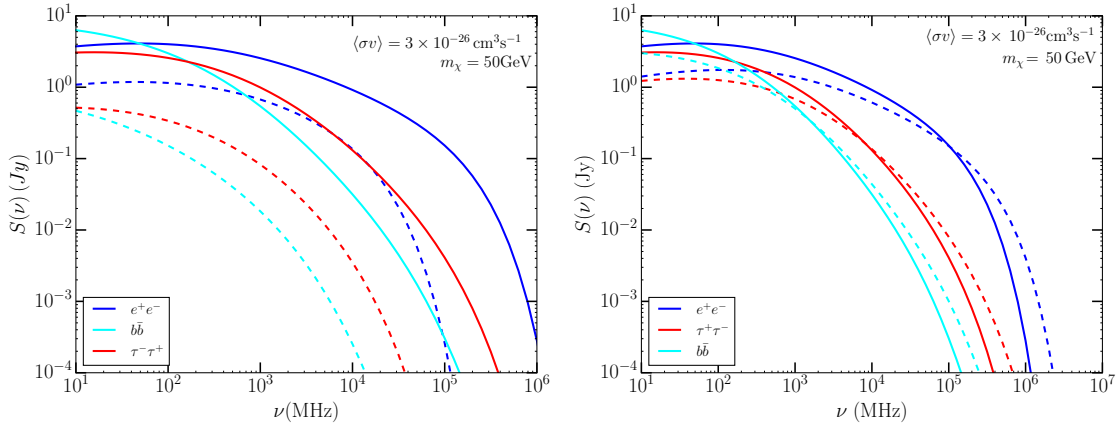 ⟨σv⟩ = 3 × 10⁻²⁶ cm³s⁻¹
m_χ = 50GeV
10¹
10⁰
10⁻¹
10⁻²
10⁻³
10⁻⁴
S(ν) (Jy)
e⁺e⁻
bb̄
τ⁻τ⁺
10¹ 10² 10³ 10⁴ 10⁵ 10⁶
ν(MHz)
⟨σv⟩ = 3 × 10⁻²⁶ cm³s⁻¹
m_χ = 50 GeV
10¹
10⁰
10⁻¹
10⁻²
10⁻³
10⁻⁴
S(ν) (Jy)
e⁺e⁻
τ⁺τ⁻
bb̄
10¹ 10² 10³ 10⁴ 10⁵ 10⁶ 10⁷
ν (MHz)